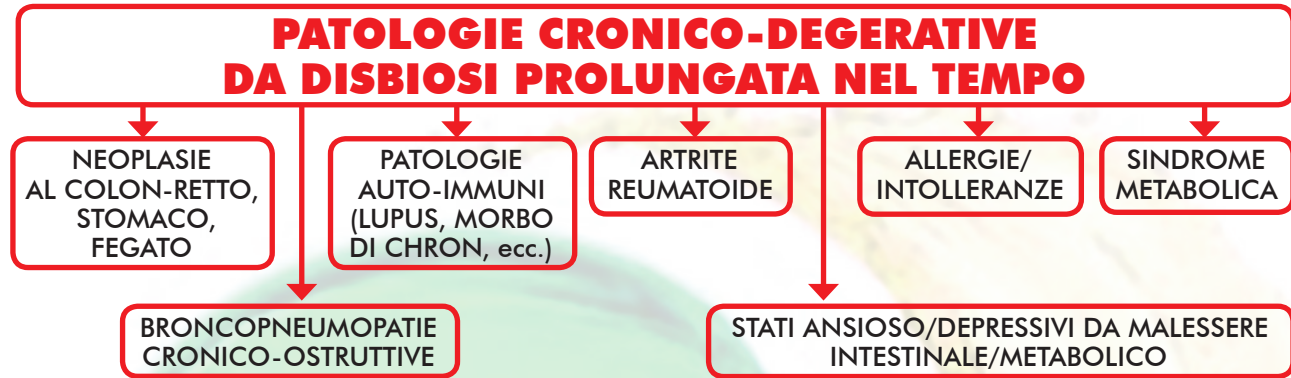 PATOLOGIE CRONICO-DEGERATIVE
DA DISBIOSI PROLUNGATA NEL TEMPO
NEOPLASIE
AL COLON-RETTO,
STOMACO,
FEGATO
PATOLOGIE
AUTO-IMMUNI
(LUPUS, MORBO
DI CHRON, ecc.)
ARTRITE
REUMATOIDE
ALLERGIE/
INTOLLERANZE
SINDROME
METABOLICA
BRONCOPNEUMOPATIE
CRONICO-OSTRUTTIVE
STATI ANSIOSO/DEPRESSIVI DA MALESSERE
INTESTINALE/METABOLICO